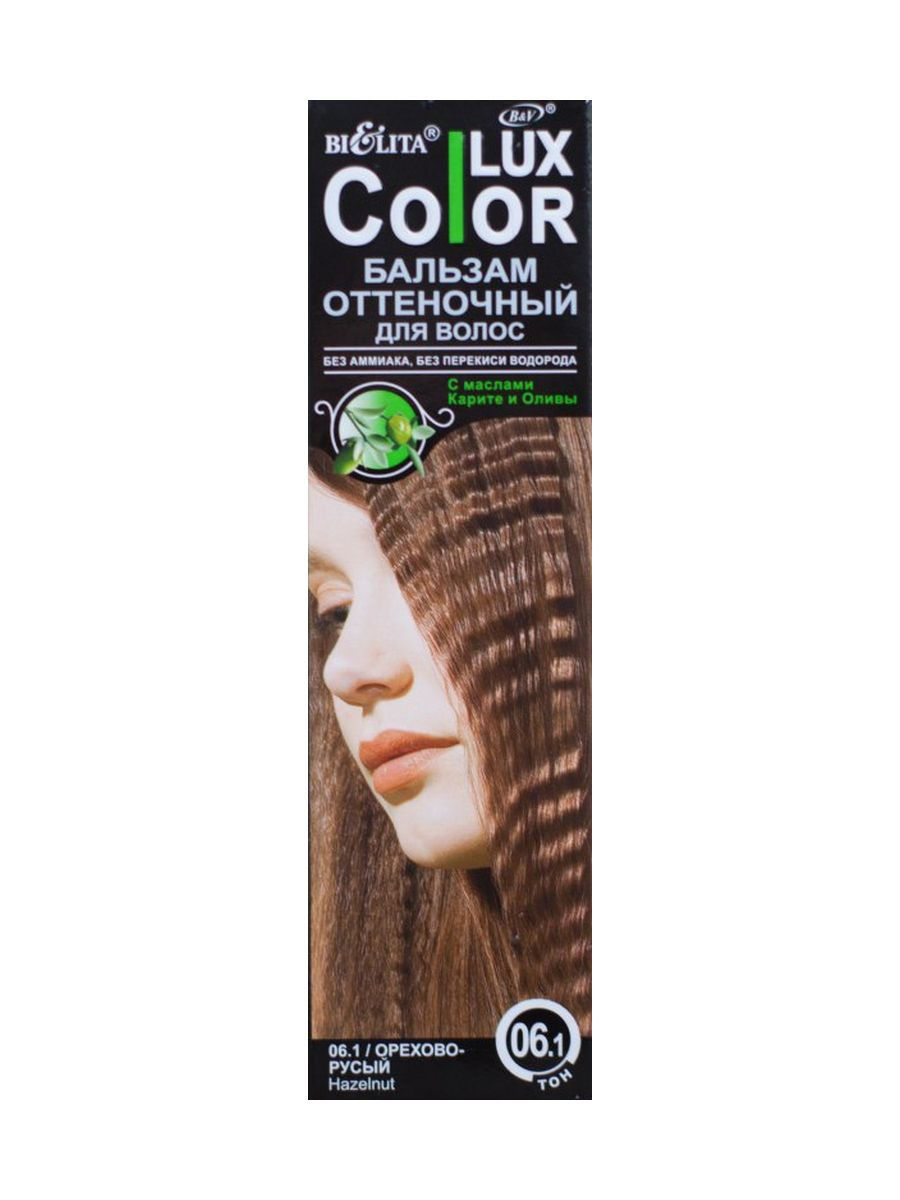 B&V®
BIELITA®
LUX
COLOR
БАЛЬЗАМ
ОТТЕНОЧНЫЙ
ДЛЯ ВОЛОС
БЕЗ АММИАКА, БЕЗ ПЕРЕКИСИ ВОДОРОДА
С маслами
Карите и Оливы
06.1 / ОРЕХОВО-
РУСЫЙ
Hazelnut
06.1
ТОН